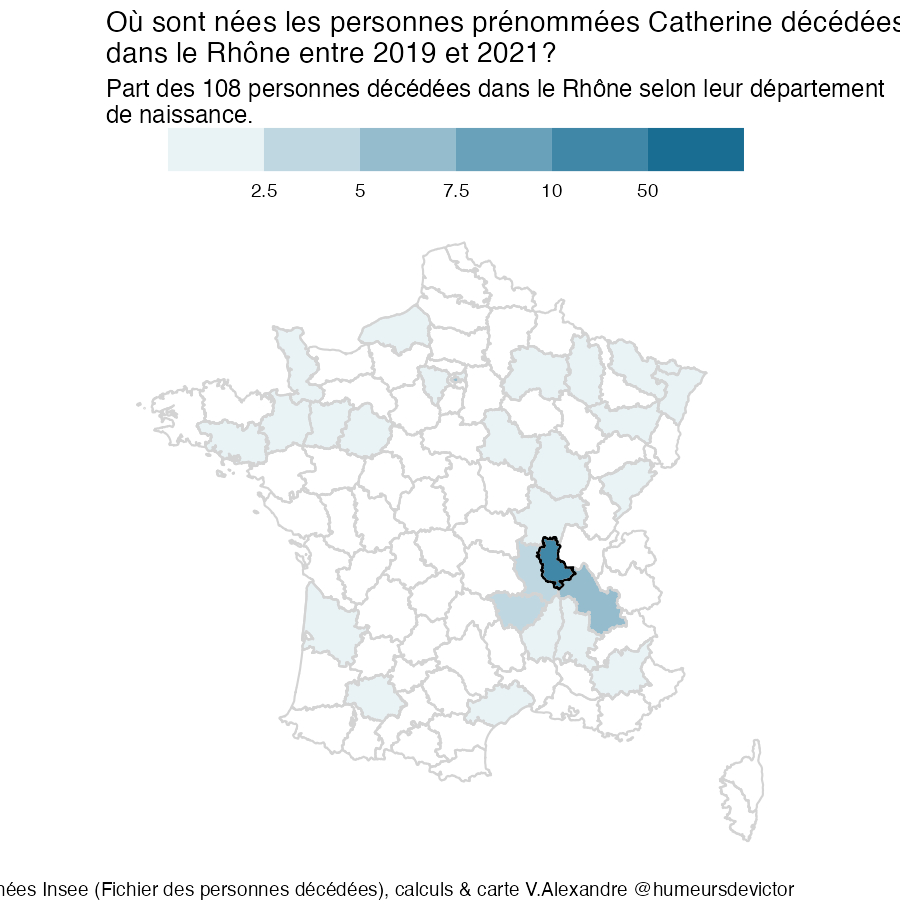 Où sont nées les personnes prénommées Catherine décédées
dans le Rhône entre 2019 et 2021?
Part des 108 personnes décédées dans le Rhône selon leur département
de naissance.
2.5 5 7.5 10 50
nées Insee (Fichier des personnes décédées), calculs & carte V.Alexandre @humeursdevictor